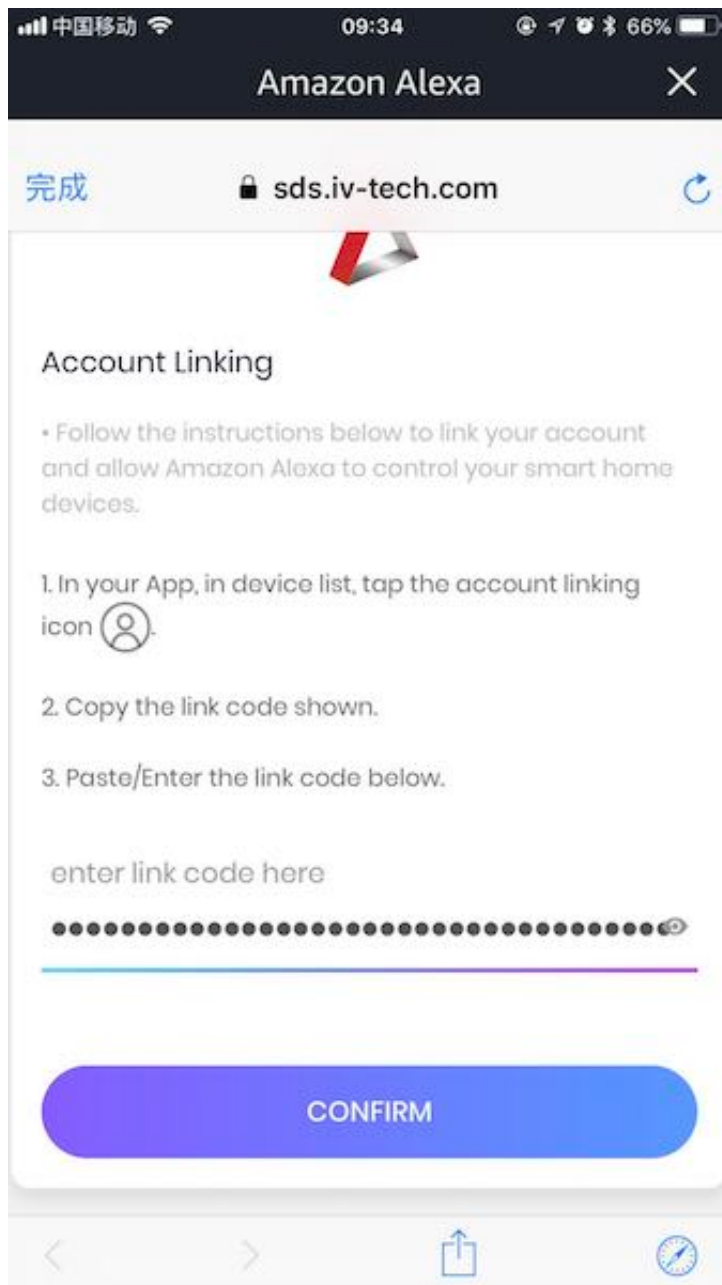 中国移动 09:34 66%
Amazon Alexa
完成 sds.iv-tech.com
Account Linking
• Follow the instructions below to link your account
and allow Amazon Alexa to control your smart home
devices.
1. In your App, in device list, tap the account linking
icon .
2. Copy the link code shown.
3. Paste/Enter the link code below.
enter link code here
CONFIRM